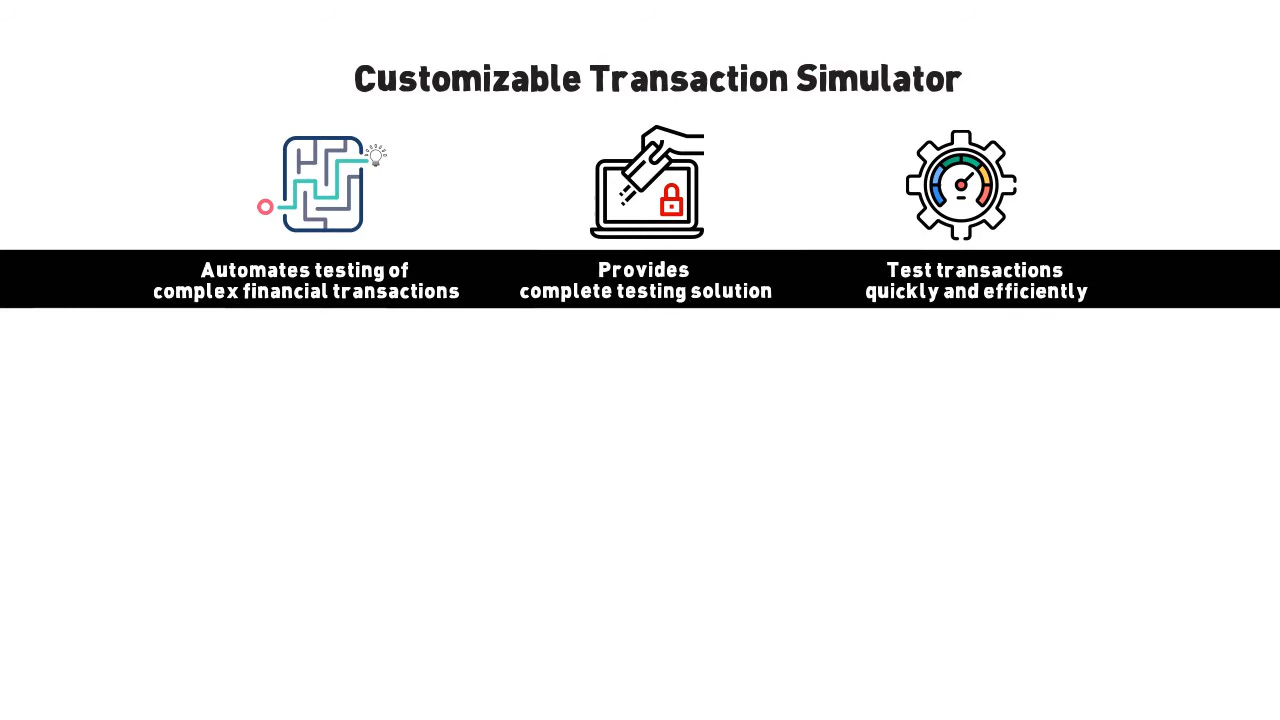 Customizable Transaction Simulator
Automates testing of
complex financial transactions
Provides
complete testing solution
Test transactions
quickly and efficiently